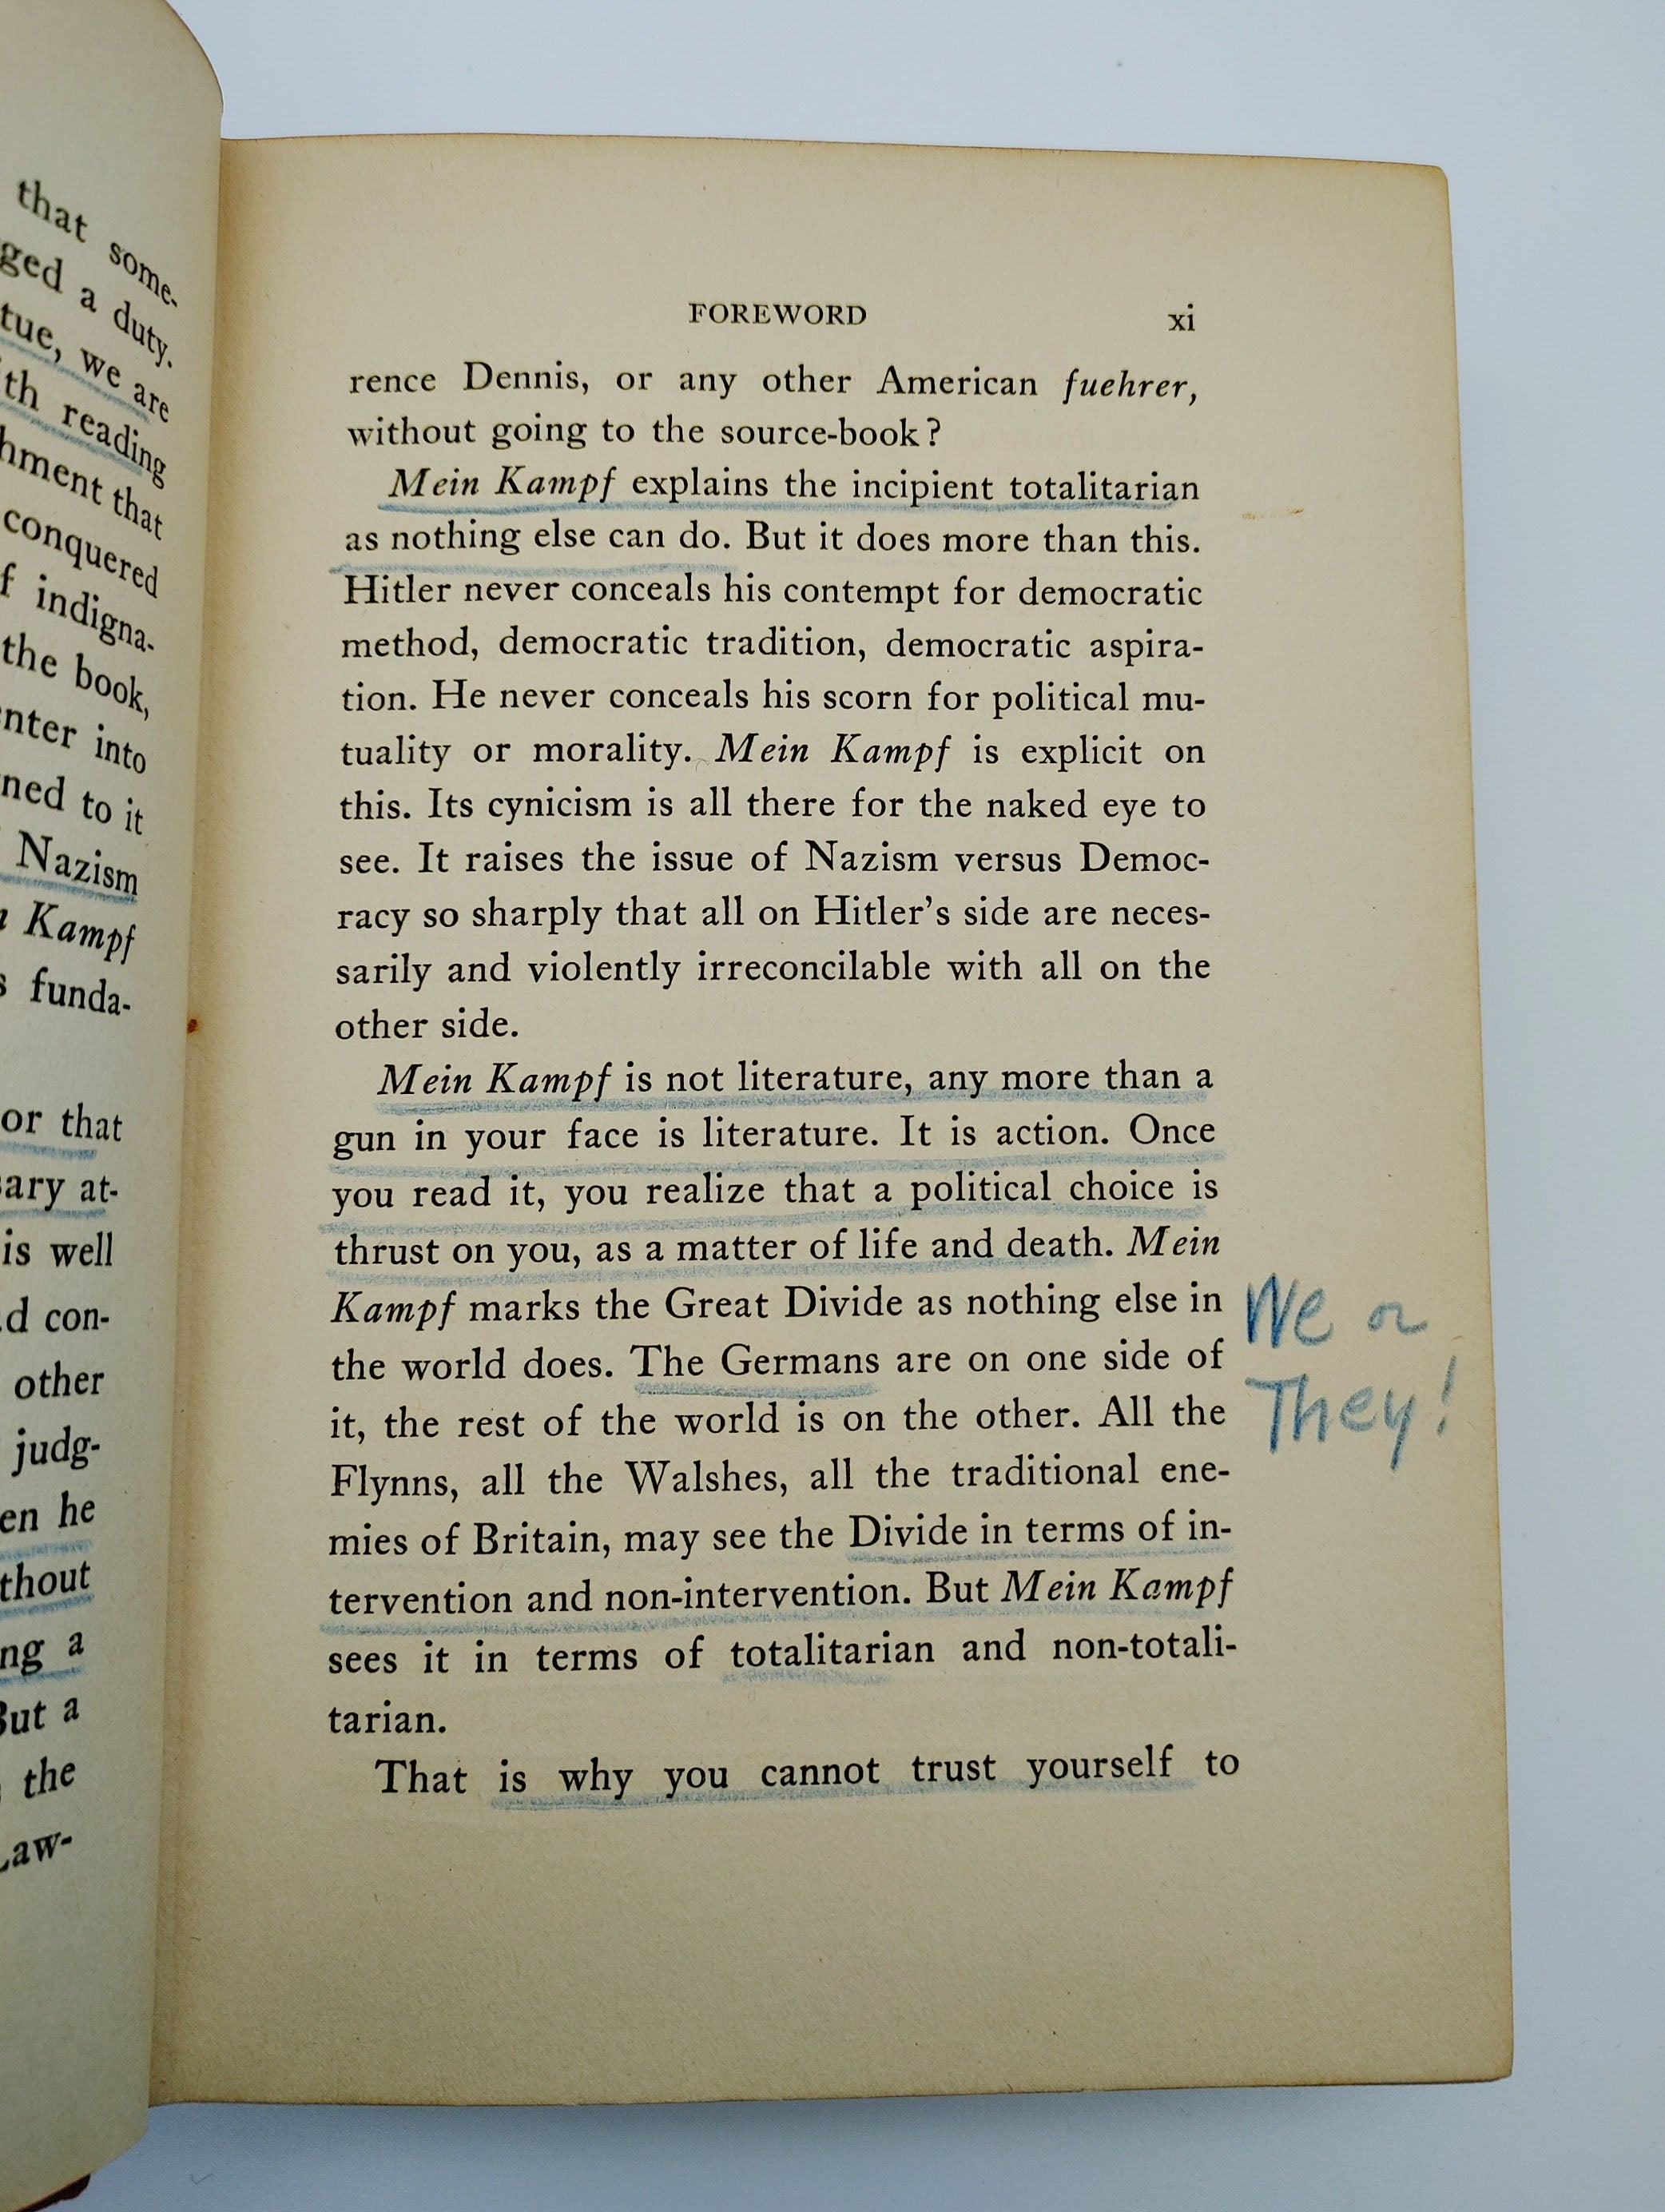 that some-
ged a duty.
tue, we are
th reading
hment that
conquered
f indigna-
the book,
nter into
ned to it
Nazism
Kampf
s funda-
or that
ary at-
is well
d con-
other
judg-
en he
thout
ng a
But a
the
Law-
FOREWORD xi
rence Dennis, or any other American fuehrer,
without going to the source-book?
Mein Kampf explains the incipient totalitarian
as nothing else can do. But it does more than this.
Hitler never conceals his contempt for democratic
method, democratic tradition, democratic aspira-
tion. He never conceals his scorn for political mu-
tuality or morality. Mein Kampf is explicit on
this. Its cynicism is all there for the naked eye to
see. It raises the issue of Nazism versus Democ-
racy so sharply that all on Hitler's side are neces-
sarily and violently irreconcilable with all on the
other side.
Mein Kampf is not literature, any more than a
gun in your face is literature. It is action. Once
you read it, you realize that a political choice is
thrust on you, as a matter of life and death. Mein
Kampf marks the Great Divide as nothing else in
the world does. The Germans are on one side of
it, the rest of the world is on the other. All the
Flynns, all the Walshes, all the traditional ene-
mies of Britain, may see the Divide in terms of in-
tervention and non-intervention. But Mein Kampf
sees it in terms of totalitarian and non-totali-
tarian.
That is why you cannot trust yourself to
We or
They!